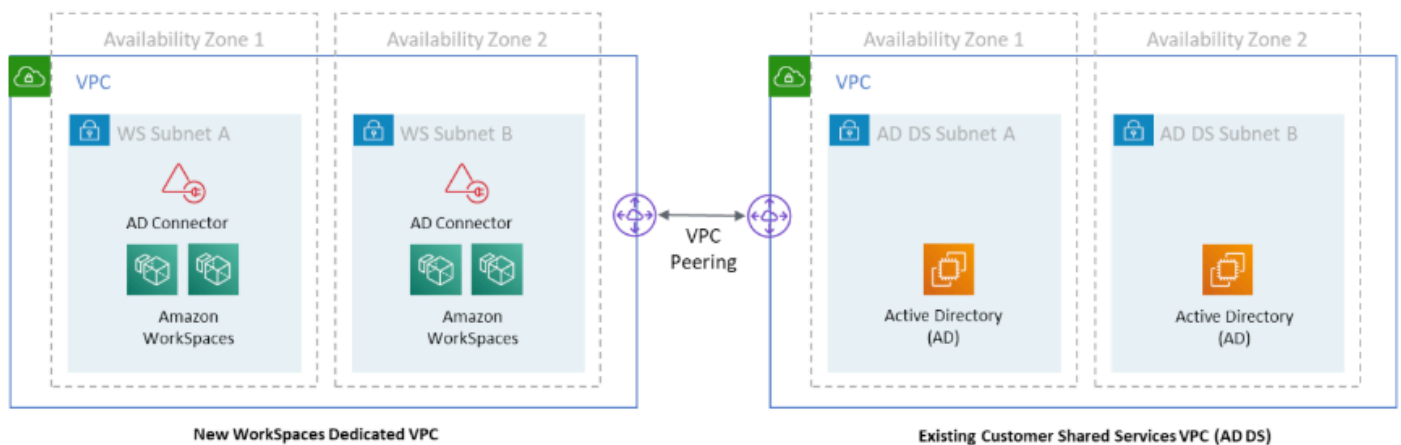 Availability Zone 1
Availability Zone 2
VPC
WS Subnet A
WS Subnet B
AD Connector
AD Connector
Amazon
WorkSpaces
Amazon
WorkSpaces
New WorkSpaces Dedicated VPC
VPC
Peering
Availability Zone 1
Availability Zone 2
VPC
AD DS Subnet A
AD DS Subnet B
Active Directory
(AD)
Active Directory
(AD)
Existing Customer Shared Services VPC (AD DS)